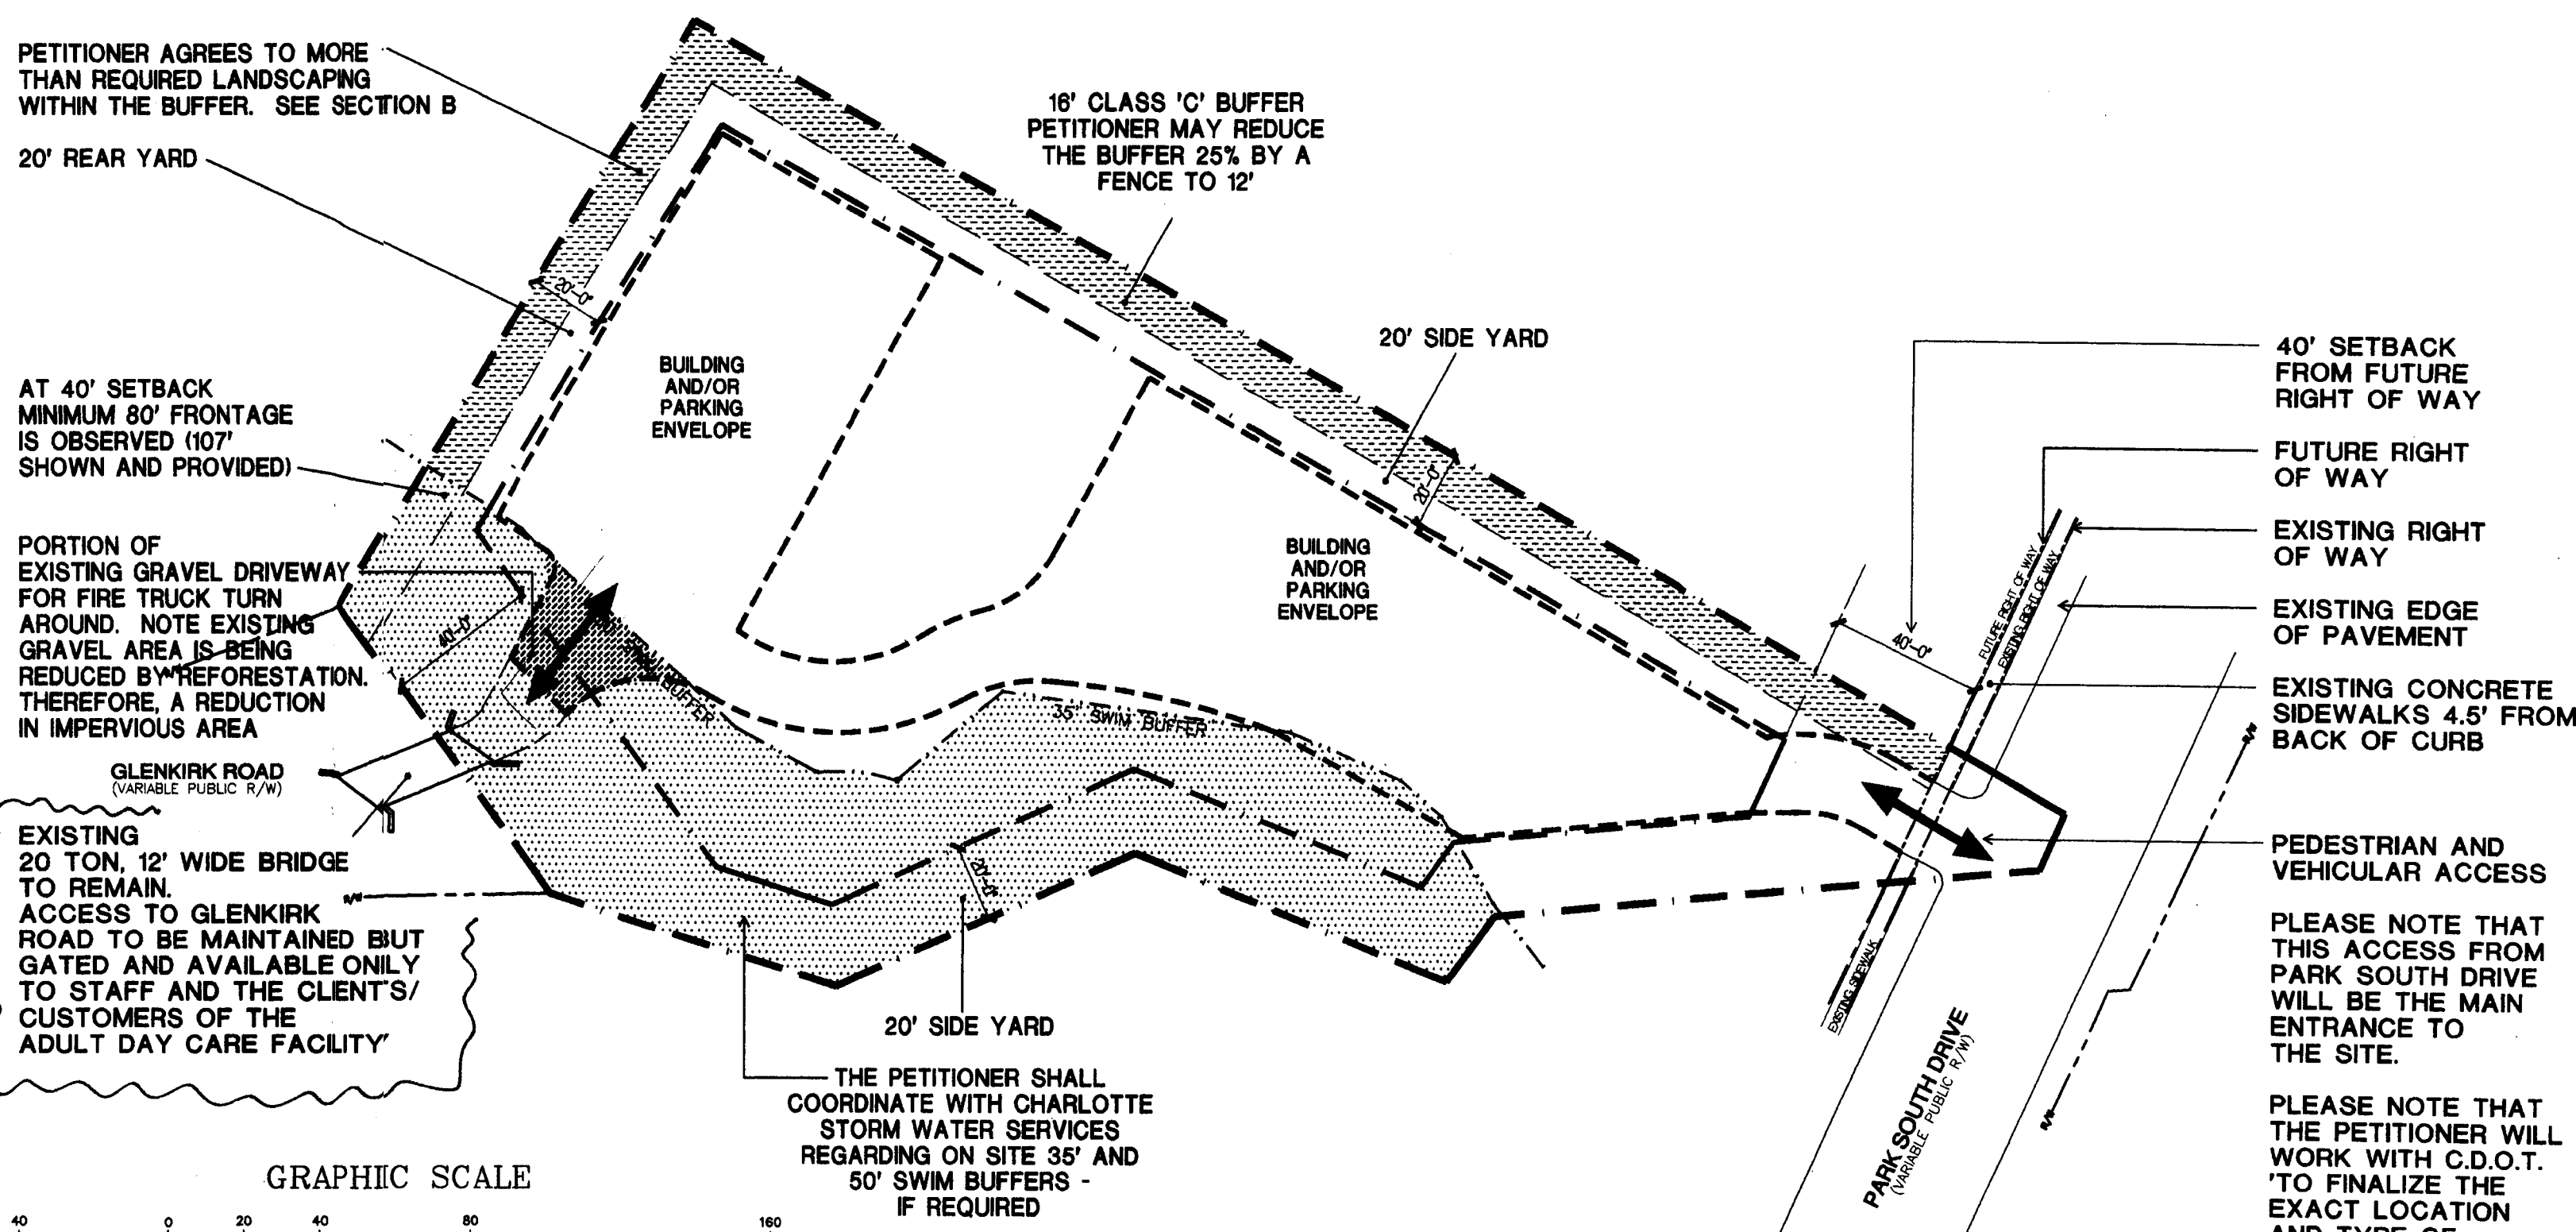 PETITIONER AGREES TO MORE
THAN REQUIRED LANDSCAPING
WITHIN THE BUFFER. SEE SECTION B
20' REAR YARD
16' CLASS 'C' BUFFER
PETITIONER MAY REDUCE
THE BUFFER 25% BY A
FENCE TO 12'
20'-0"
AT 40' SETBACK
MINIMUM 80' FRONTAGE
IS OBSERVED (107'
SHOWN AND PROVIDED)
BUILDING
AND/OR
PARKING
ENVELOPE
20' SIDE YARD
20'-0"
BUILDING
AND/OR
PARKING
ENVELOPE
40' SETBACK
FROM FUTURE
RIGHT OF WAY
FUTURE RIGHT
OF WAY
EXISTING RIGHT
OF WAY
EXISTING EDGE
OF PAVEMENT
EXISTING CONCRETE
SIDEWALKS 4.5' FROM
BACK OF CURB
FUTURE RIGHT OF WAY
EXISTING RIGHT OF WAY
40'-0"
PORTION OF
EXISTING GRAVEL DRIVEWAY
FOR FIRE TRUCK TURN
AROUND. NOTE EXISTING
GRAVEL AREA IS BEING
REDUCED BY REFORESTATION.
THEREFORE, A REDUCTION
IN IMPERVIOUS AREA
40'-0"
BUFFER
35' SWIM BUFFER
GLENKIRK ROAD
(VARIABLE PUBLIC R/W)
EXISTING
20 TON, 12' WIDE BRIDGE
TO REMAIN.
ACCESS TO GLENKIRK
ROAD TO BE MAINTAINED BUT
GATED AND AVAILABLE ONLY
TO STAFF AND THE CLIENT'S/
CUSTOMERS OF THE
ADULT DAY CARE FACILITY'
R/W
20'-0"
20' SIDE YARD
THE PETITIONER SHALL
COORDINATE WITH CHARLOTTE
STORM WATER SERVICES
REGARDING ON SITE 35' AND
50' SWIM BUFFERS -
IF REQUIRED
PEDESTRIAN AND
VEHICULAR ACCESS
PLEASE NOTE THAT
THIS ACCESS FROM
PARK SOUTH DRIVE
WILL BE THE MAIN
ENTRANCE TO
THE SITE.
PLEASE NOTE THAT
THE PETITIONER WILL
WORK WITH C.D.O.T.
'TO FINALIZE THE
EXACT LOCATION
AND TYPE OF
EXISTING SIDEWALK
PARK SOUTH DRIVE
(VARIABLE PUBLIC R/W)
R/W
R/W
GRAPHIC SCALE
40 0 20 40 80 160